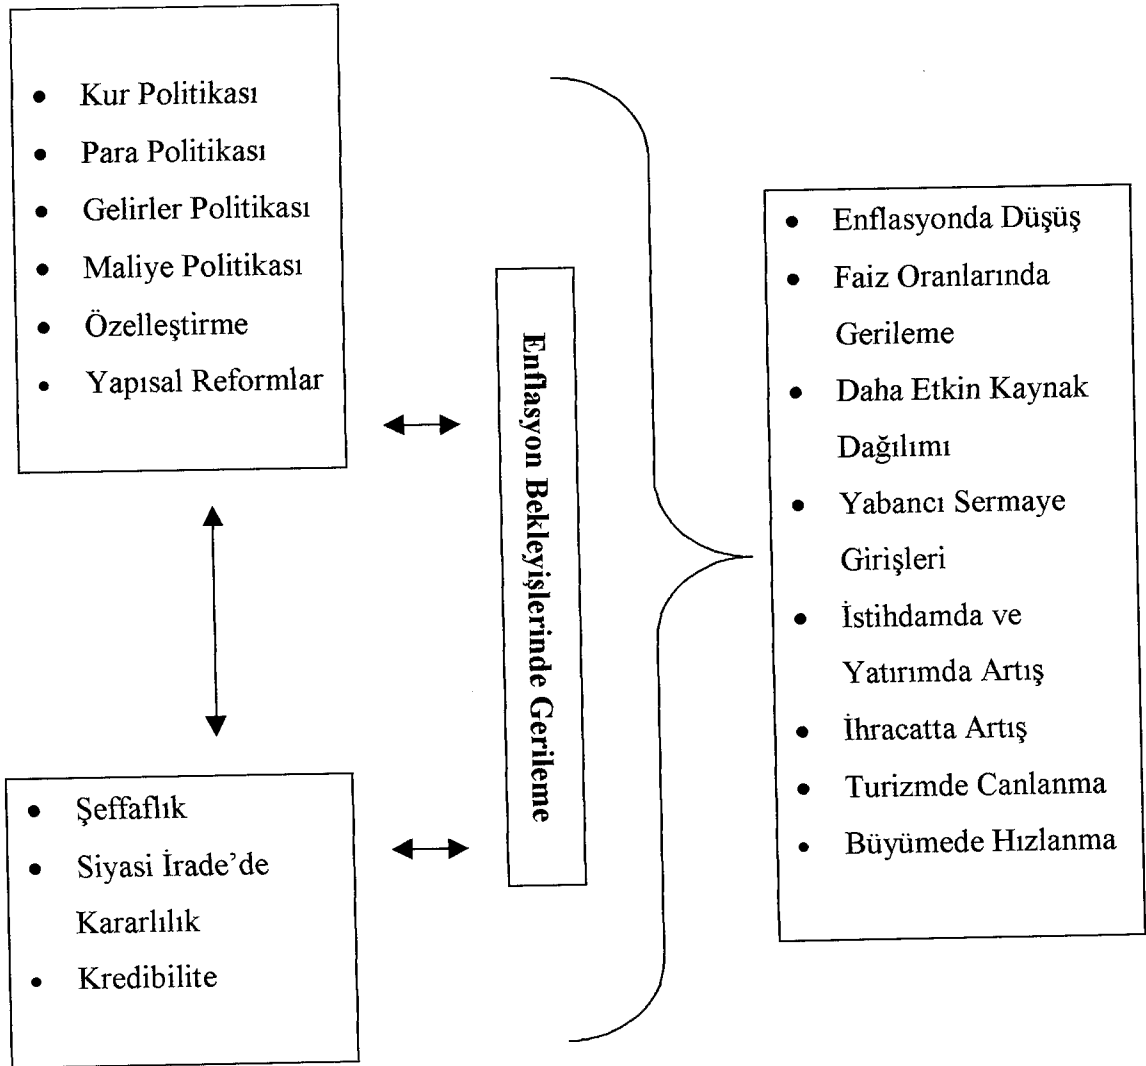 • Kur Politikası
• Para Politikası
• Gelirler Politikası
• Maliye Politikası
• Özelleştirme
• Yapısal Reformlar
• Şeffaflık
• Siyasi İrade’de
Kararlılık
• Kredibilite
Enflasyon Bekleyişlerinde Gerileme
• Enflasyonda Düşüş
• Faiz Oranlarında
Gerileme
• Daha Etkin Kaynak
Dağılımı
• Yabancı Sermaye
Girişleri
• İstihdamda ve
Yatırımda Artış
• İhracatta Artış
• Turizmde Canlanma
• Büyümede Hızlanma